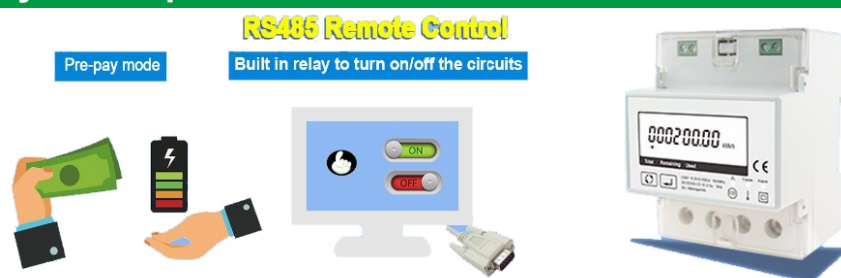 RS485 Remote Control
Pre-pay mode
Built in relay to turn on/off the circuits
ON
OFF
000200.00 kWh
Total Remaining Used
CE